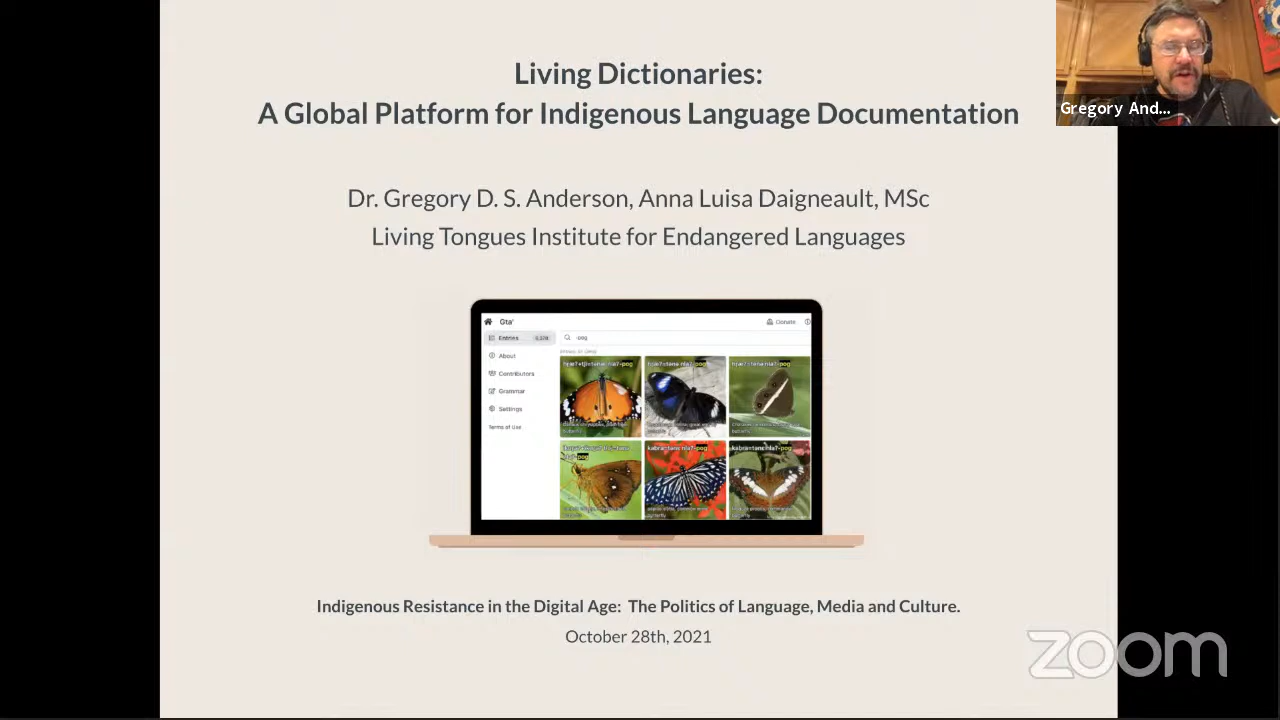 Living Dictionaries:
A Global Platform for Indigenous Language Documentation
Gregory And...
Dr. Gregory D. S. Anderson, Anna Luisa Daigneault, MSc
Living Tongues Institute for Endangered Languages
Gta'
Donate
Entries
-pog
About
Contributors
Grammar
Settings
Terms of Use
Indigenous Resistance in the Digital Age: The Politics of Language, Media and Culture.
October 28th, 2021
zoom